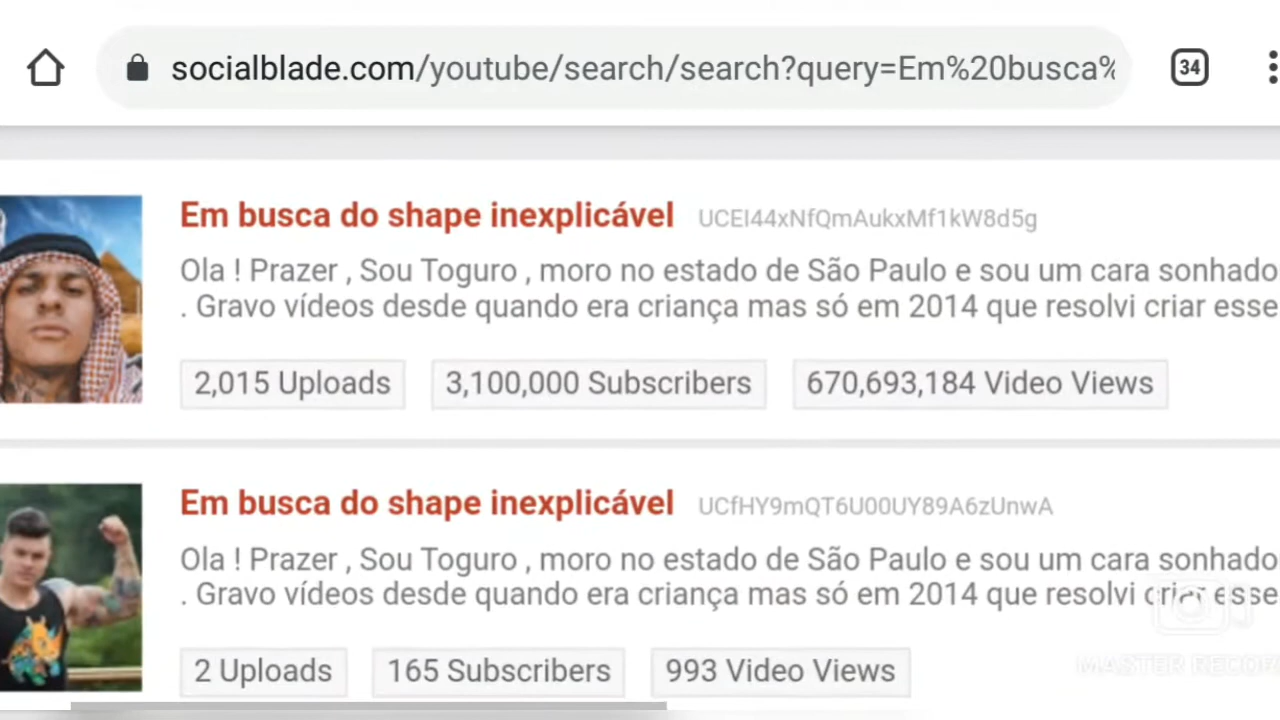 socialblade.com/youtube/search/search?query=Em%20busca%
34
Em busca do shape inexplicável UCEI44xNfQmAukxMf1kW8d5g
Ola ! Prazer , Sou Toguro , moro no estado de São Paulo e sou um cara sonhado
. Gravo vídeos desde quando era criança mas só em 2014 que resolvi criar esse
2,015 Uploads 3,100,000 Subscribers 670,693,184 Video Views
Em busca do shape inexplicável UCfHY9mQT6U00UY89A6zUnwA
Ola ! Prazer , Sou Toguro , moro no estado de São Paulo e sou um cara sonhado
. Gravo vídeos desde quando era criança mas só em 2014 que resolvi criar esse
2 Uploads 165 Subscribers 993 Video Views
MASTER RECOR